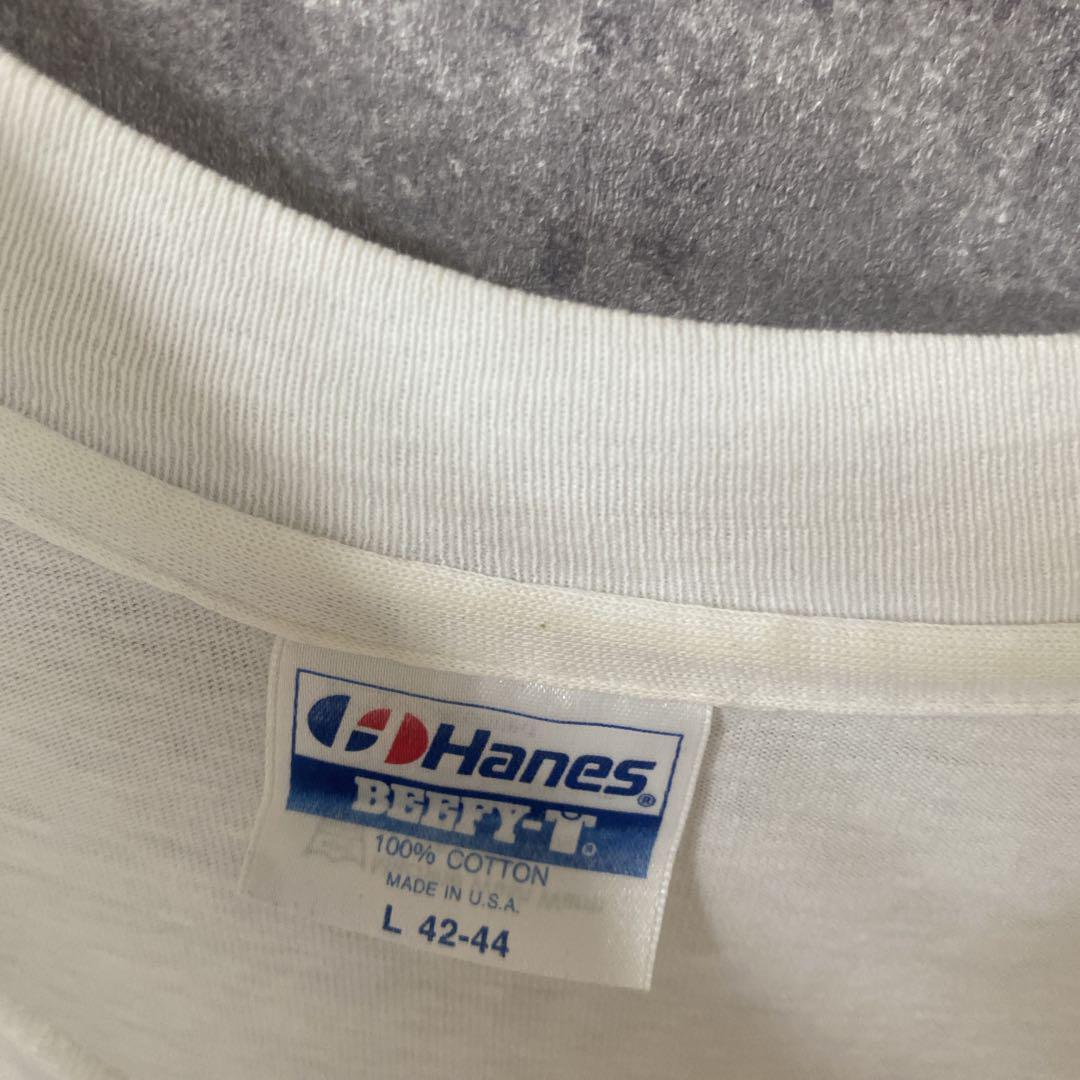 Hanes®
BEEFY-T®
100% COTTON
MADE IN U.S.A.
L 42-44